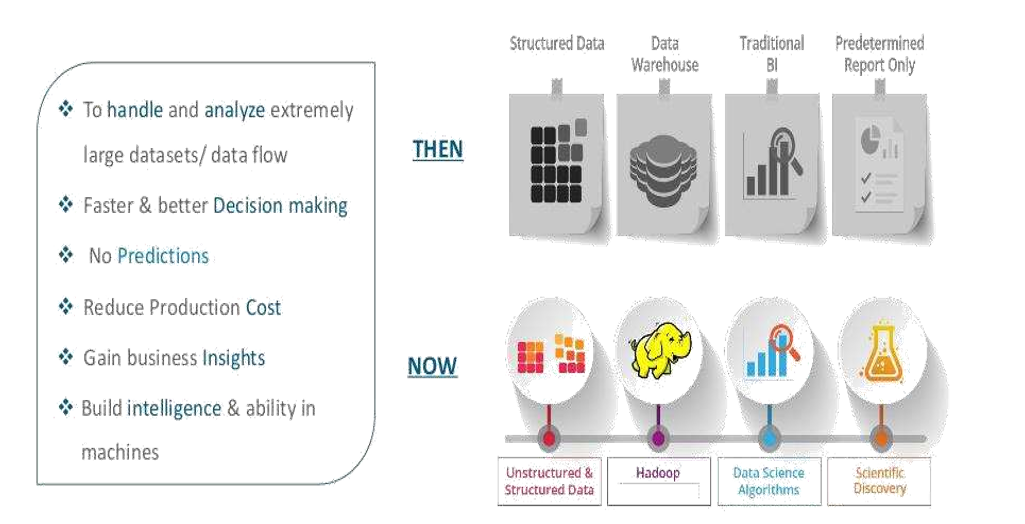 To handle and analyze extremely
large datasets/ data flow
Faster & better Decision making
No Predictions
Reduce Production Cost
Gain business Insights
Build intelligence & ability in
machines
THEN
Structured Data
Data
Warehouse
Traditional
BI
Predetermined
Report Only
NOW
Unstructured &
Structured Data
Hadoop
Data Science
Algorithms
Scientific
Discovery